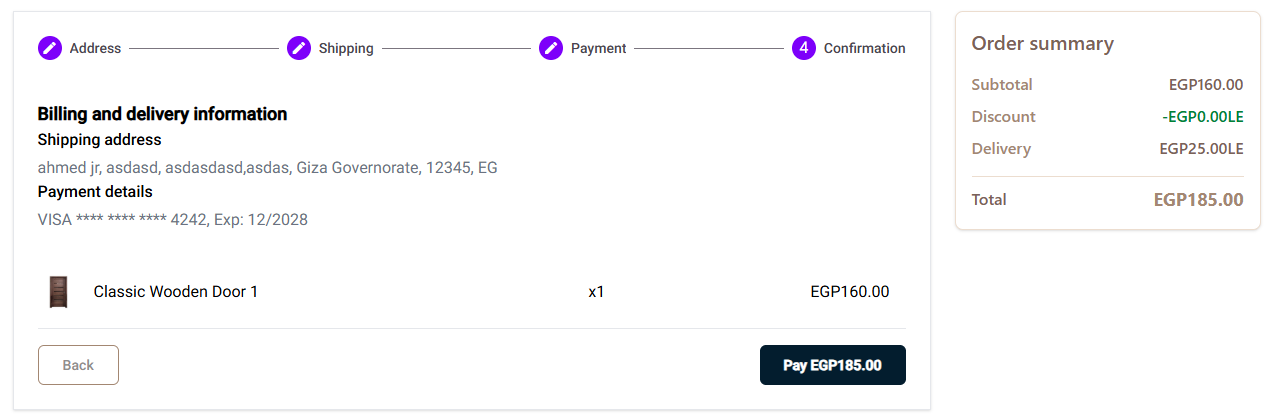 Address Shipping Payment 4 Confirmation
Billing and delivery information
Shipping address
ahmed jr, asdasd, asdasdasd,asdas, Giza Governorate, 12345, EG
Payment details
VISA **** **** **** 4242, Exp: 12/2028
Classic Wooden Door 1 x1 EGP160.00
Back Pay EGP185.00
Order summary
Subtotal EGP160.00
Discount -EGP0.00LE
Delivery EGP25.00LE
Total EGP185.00